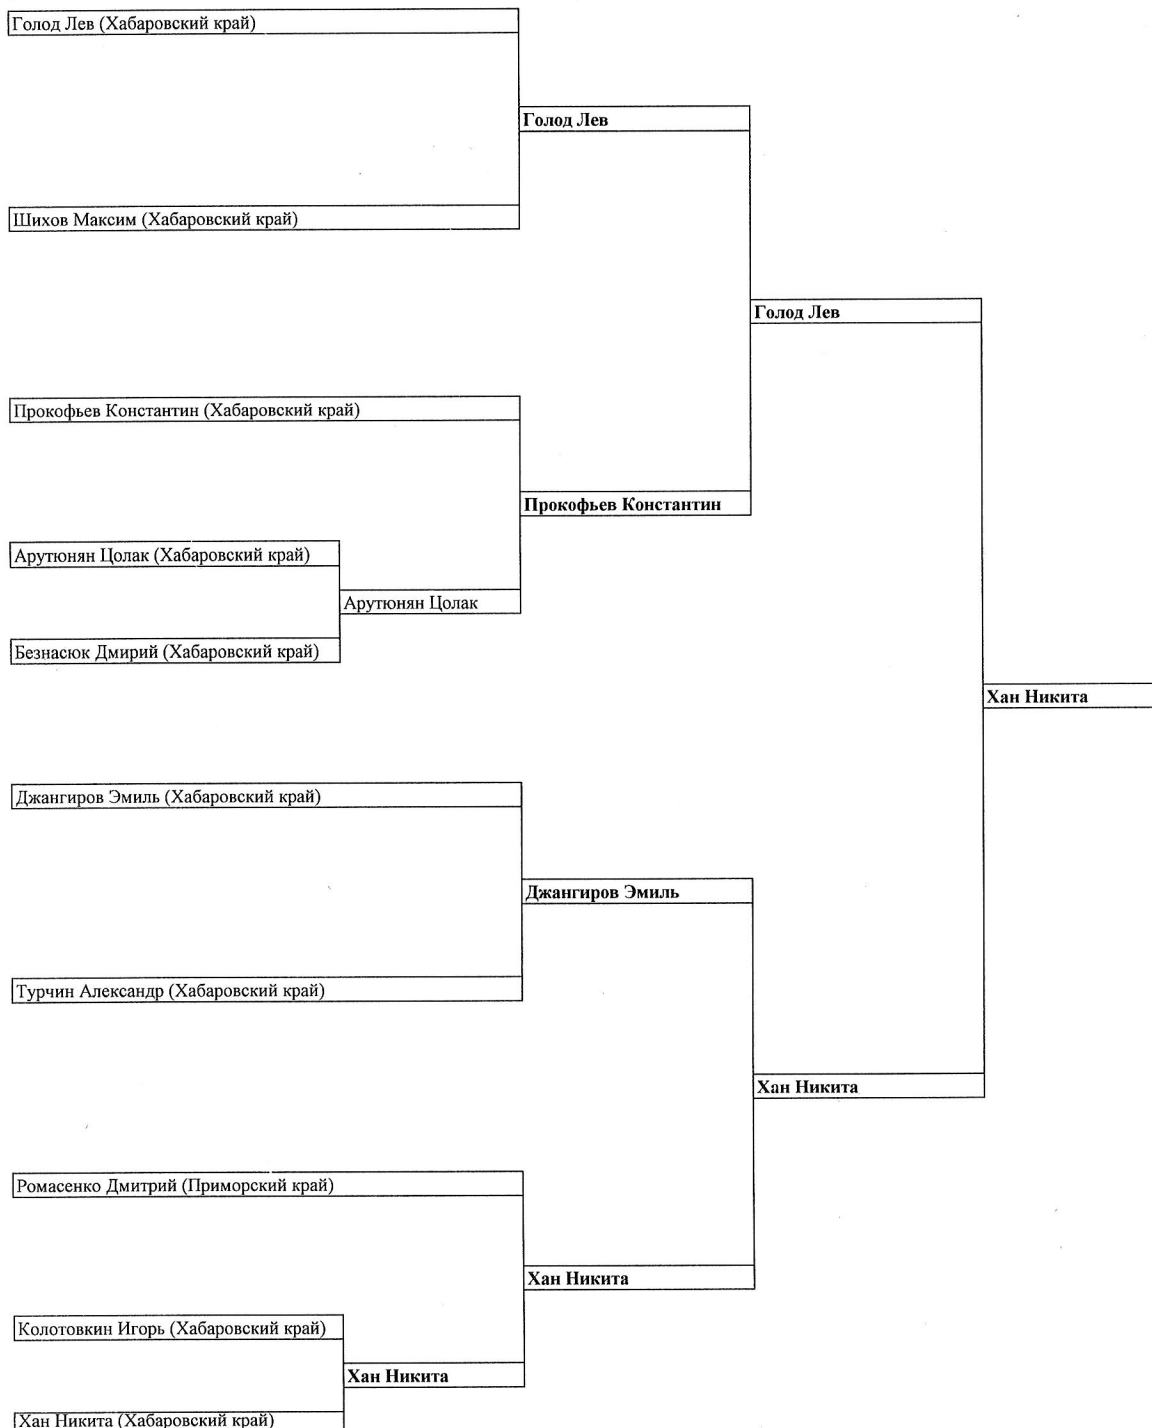 Голод Лев (Хабаровский край)
Голод Лев
Шихов Максим (Хабаровский край)
Голод Лев
Прокофьев Константин (Хабаровский край)
Прокофьев Константин
Арутюнян Цолак (Хабаровский край)
Арутюнян Цолак
Безнасюк Дмирий (Хабаровский край)
Хан Никита
Джангиров Эмиль (Хабаровский край)
Джангиров Эмиль
Турчин Александр (Хабаровский край)
Хан Никита
Ромасенко Дмитрий (Приморский край)
Хан Никита
Колотовкин Игорь (Хабаровский край)
Хан Никита
Хан Никита (Хабаровский край)